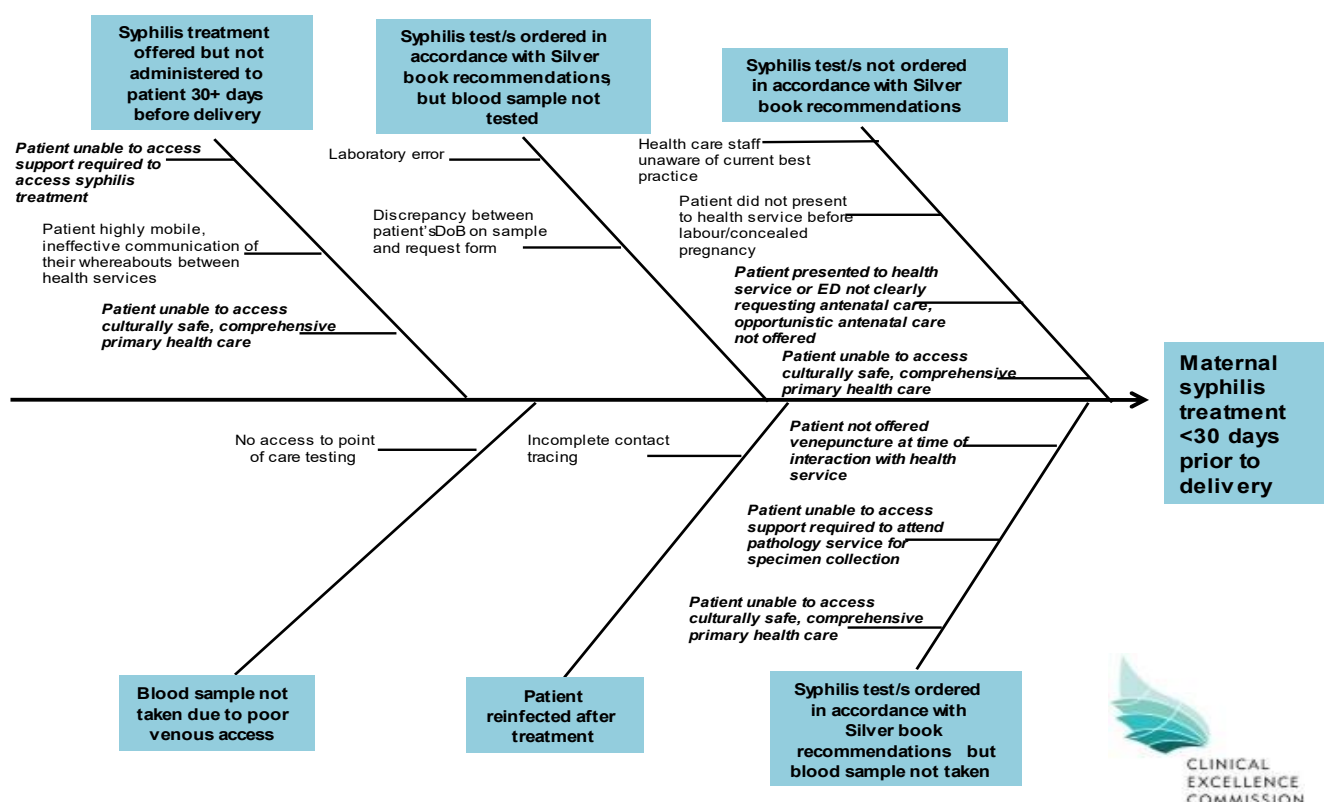 Syphilis treatment
offered but not
administered to
patient 30+ days
before delivery
Syphilis test/s ordered in
accordance with Silver
book recommendations,
but blood sample not
tested
Syphilis test/s not ordered
in accordance with Silver
book recommendations
Patient unable to access
support required to
access syphilis
treatment
Patient highly mobile,
ineffective communication of
their whereabouts between
health services
Patient unable to access
culturally safe, comprehensive
primary health care
Laboratory error
Discrepancy between
patient'sDoB on sample
and request form
Health care staff
unaware of current best
practice
Patient did not present
to health service before
labour/concealed
pregnancy
Patient presented to health
service or ED not clearly
requesting antenatal care,
opportunistic antenatal care
not offered
Patient unable to access
culturally safe, comprehensive
primary health care
Maternal
syphilis
treatment
<30 days
prior to
delivery
No access to point
of care testing
Incomplete contact
tracing
Patient not offered
venepuncture at time of
interaction with health
service
Patient unable to access
support required to attend
pathology service for
specimen collection
Patient unable to access
culturally safe, comprehensive
primary health care
Blood sample not
taken due to poor
venous access
Patient
reinfected after
treatment
Syphilis test/s ordered
in accordance with
Silver book
recommendations but
blood sample not taken
CLINICAL
EXCELLENCE
COMMISSION